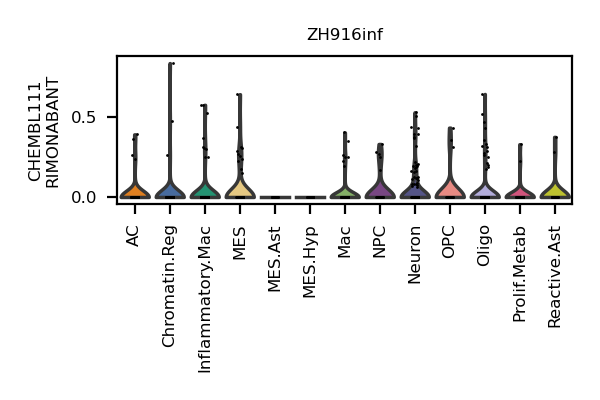 ZH916inf
CHEMBL111
RIMONABANT
0.5
0.0
AC
Chromatin.Reg
Inflammatory.Mac
MES
MES.Ast
MES.Hyp
Mac
NPC
Neuron
OPC
Oligo
Prolif.Metab
Reactive.Ast